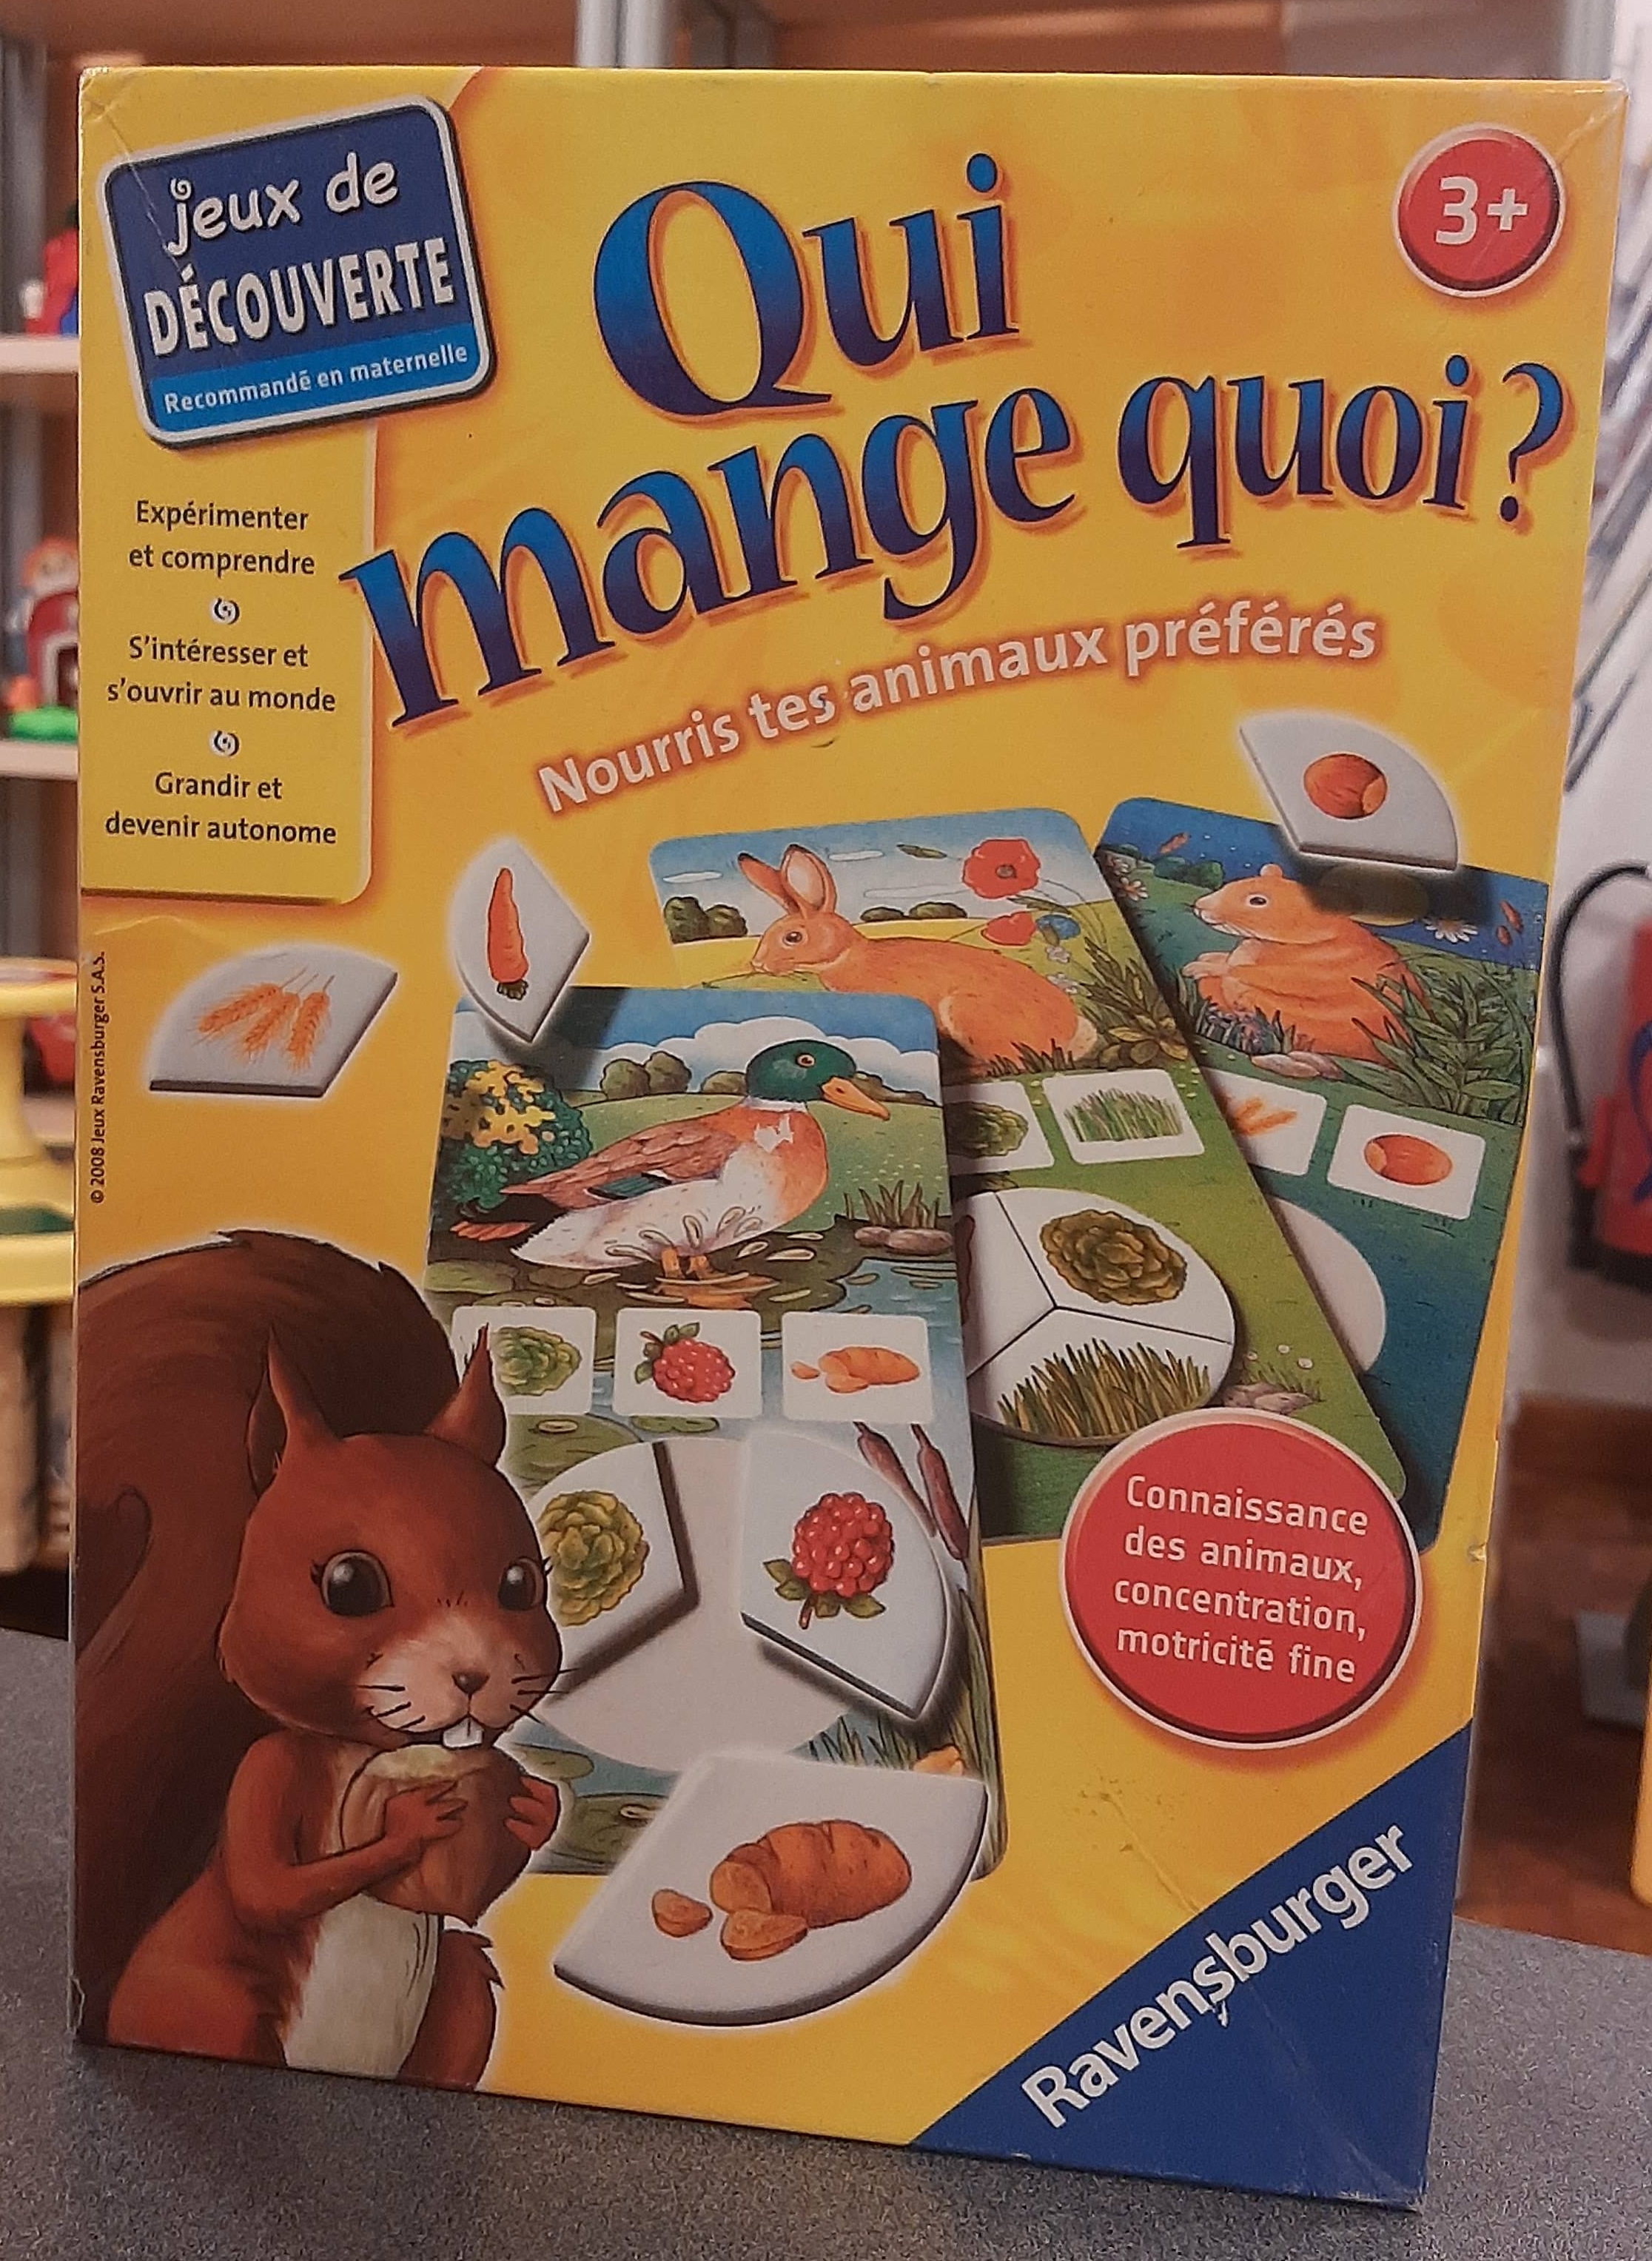 jeux de
DÉCOUVERTE
Recommandé en maternelle
Qui
mange quoi?
3+
Nourris tes animaux préférés
Expérimenter
et comprendre
S'intéresser et
s'ouvrir au monde
Grandir et
devenir autonome
© 2008 Jeux Ravensburger S.A.S.
Connaissance
des animaux,
concentration,
motricité fine
Ravensburger